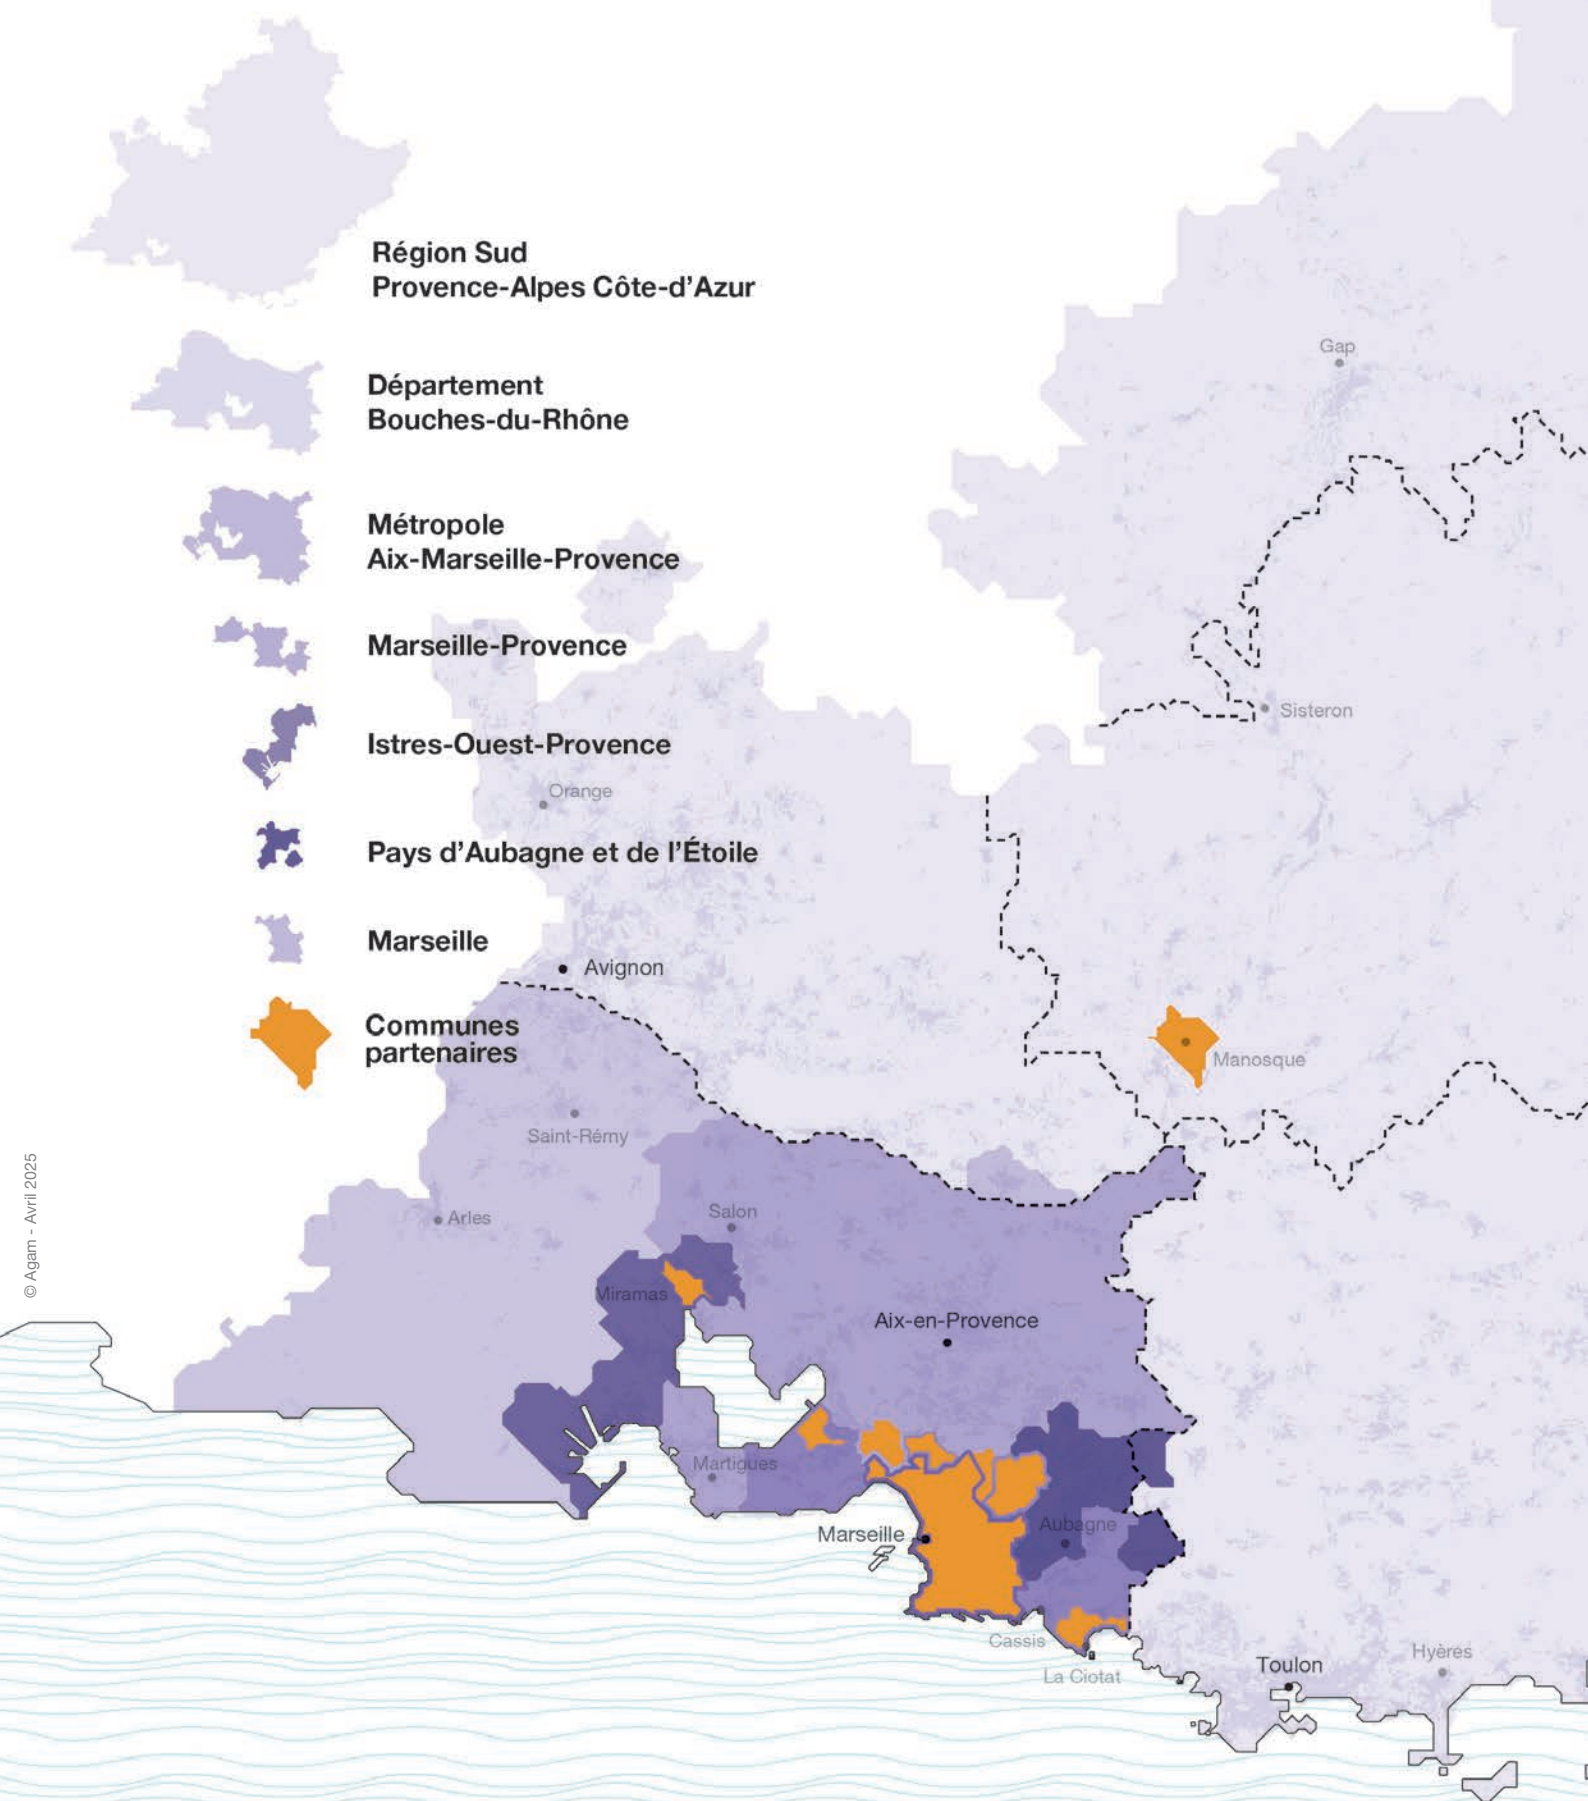 Région Sud
Provence-Alpes Côte-d'Azur
Département
Bouches-du-Rhône
Métropole
Aix-Marseille-Provence
Marseille-Provence
Istres-Ouest-Provence
Pays d'Aubagne et de l'Étoile
Marseille
Communes
partenaires
Gap
Sisteron
Orange
Avignon
Manosque
Saint-Rémy
Arles
Salon
Miramas
Aix-en-Provence
Martigues
Marseille
Aubagne
Cassis
La Ciotat
Toulon
Hyères
© Agam - Avril 2025